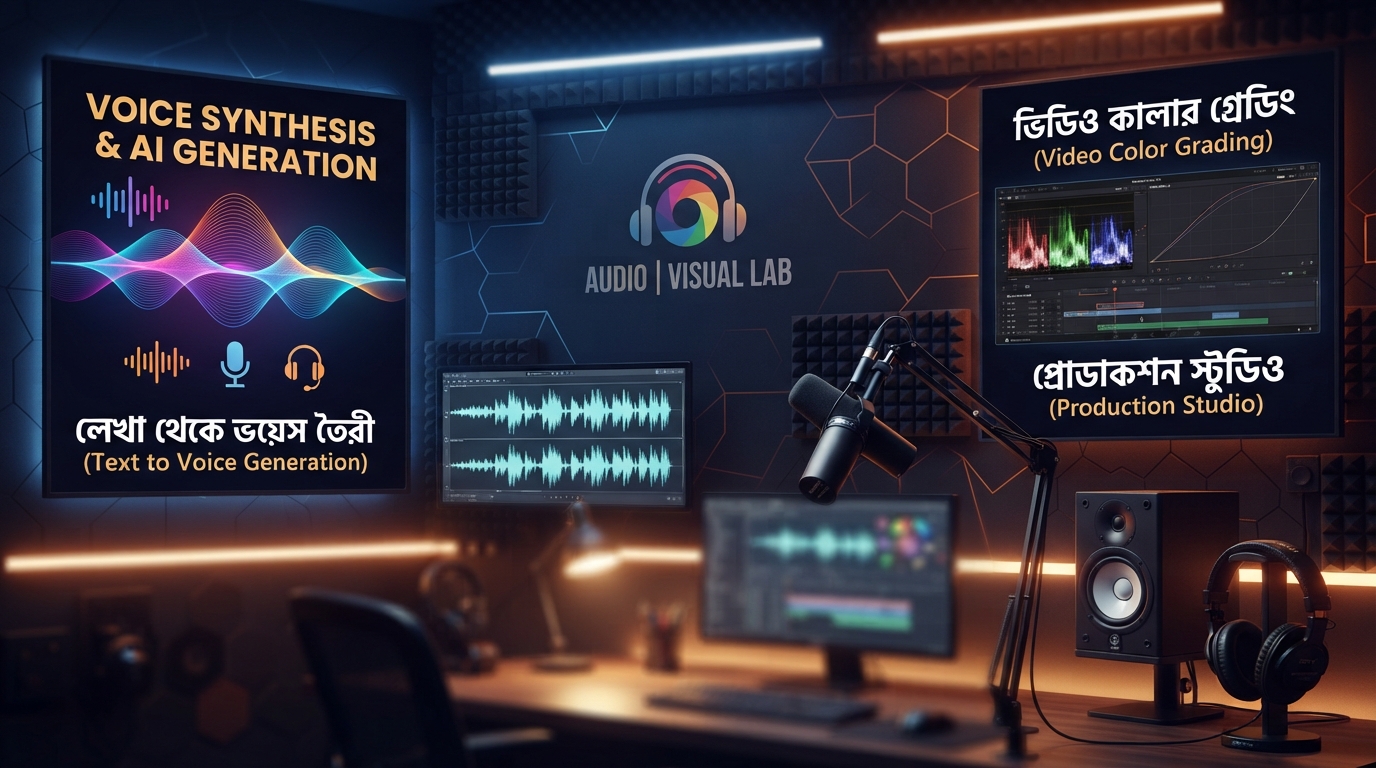 VOICE SYNTHESIS
& AI GENERATION
লেখা থেকে ভয়েস তৈরী
(Text to Voice Generation)
AUDIO | VISUAL LAB
ভিডিও কালার গ্রেডিং
(Video Color Grading)
প্রোডাকশন স্টুডিও
(Production Studio)